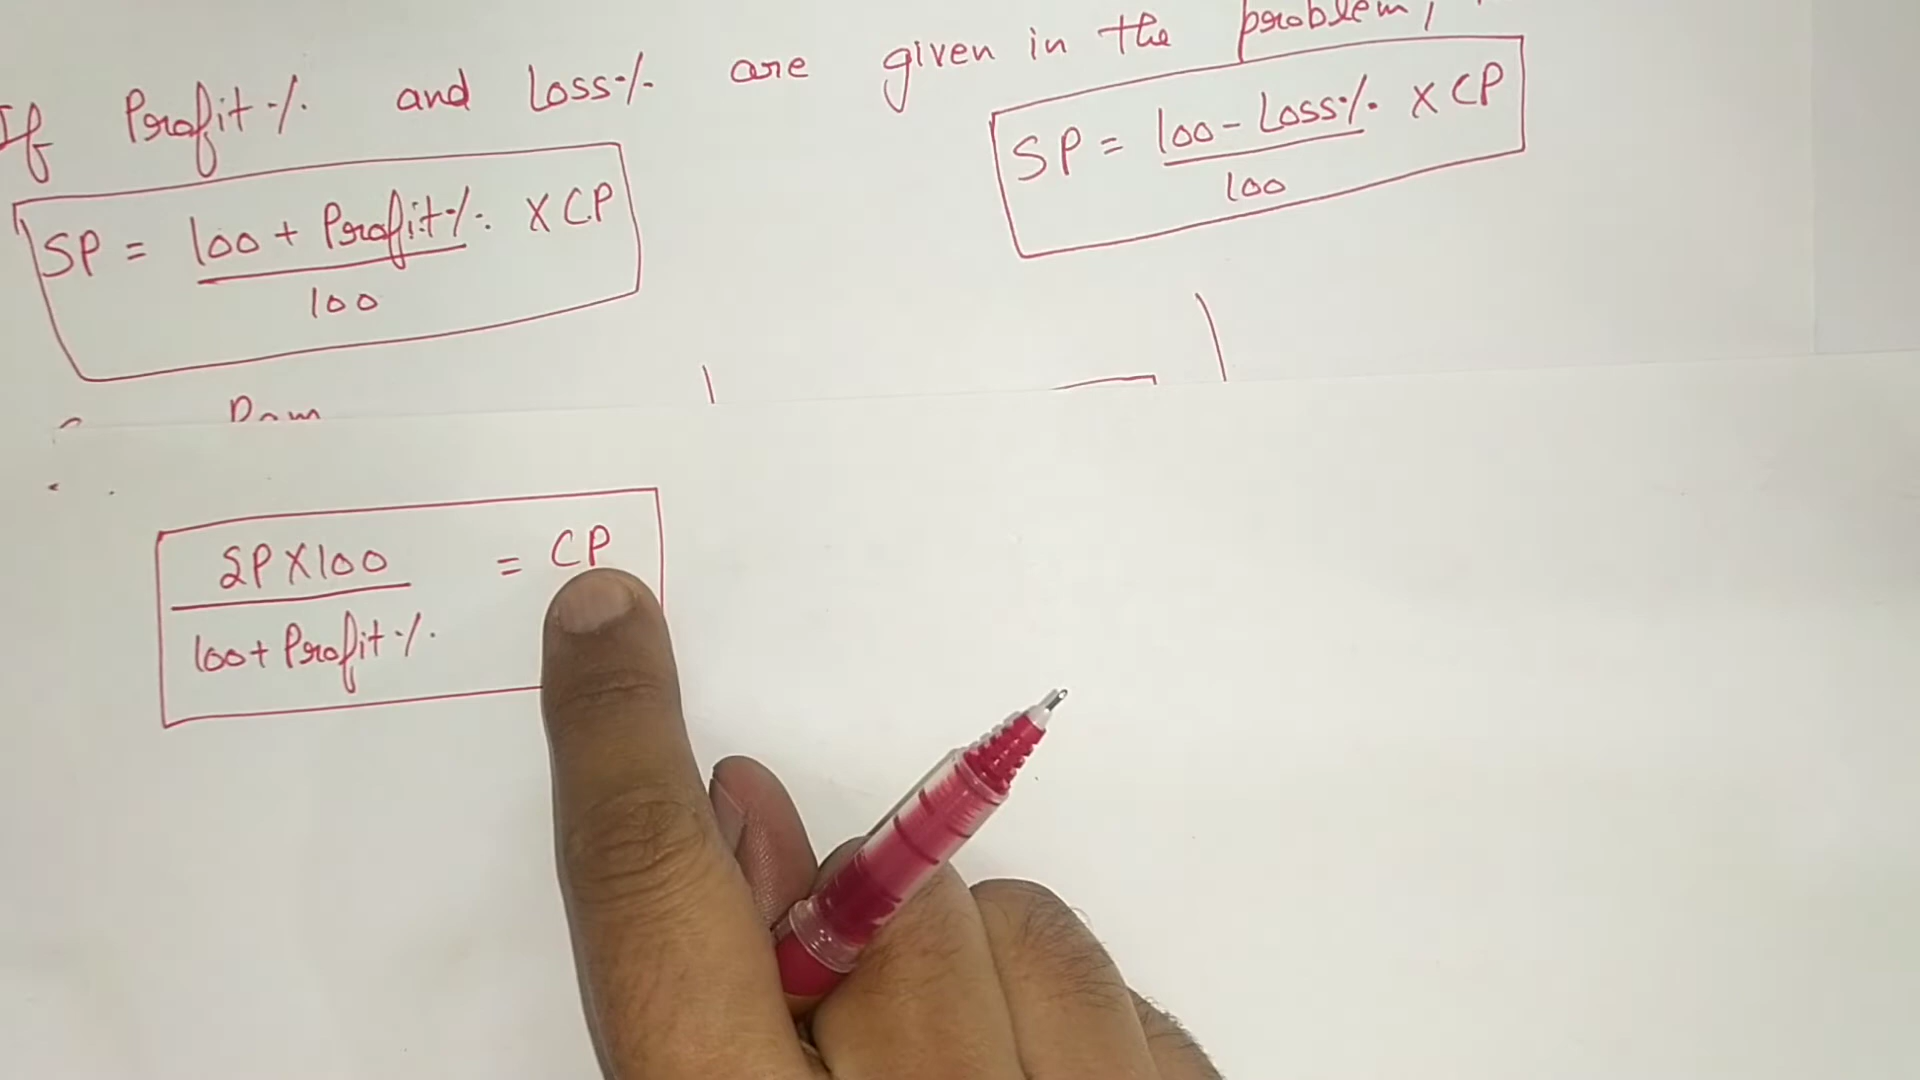 If Profit% and Loss% are given in the problem,
SP = 100 + Profit% X CP
100
SP = 100 - Loss% X CP
100
SP X 100 = CP
100 + Profit%